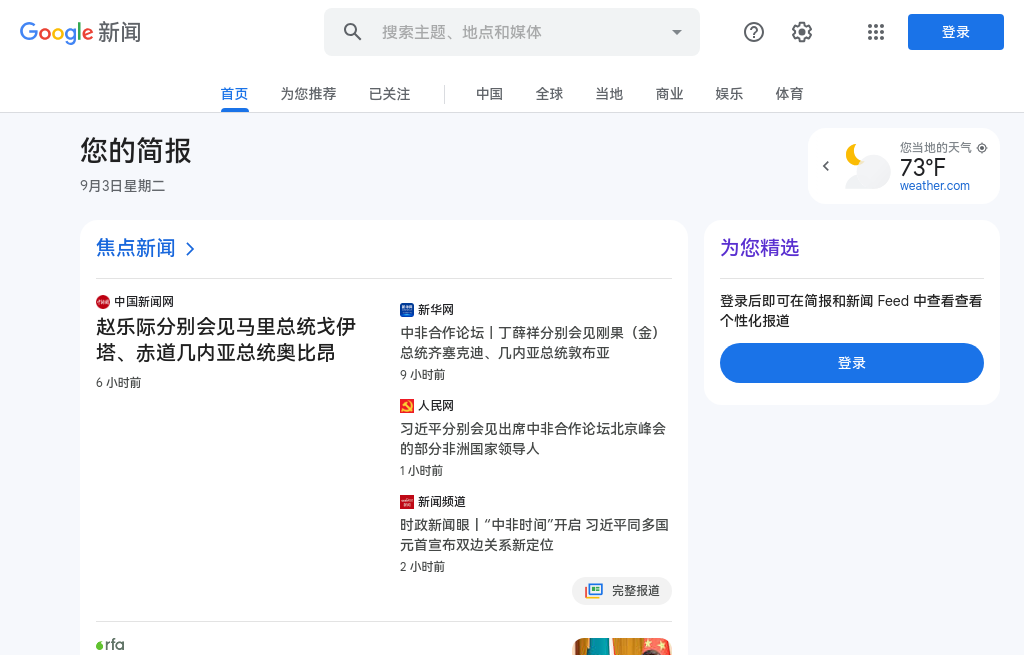 Google 新闻
搜索主题、地点和媒体
登录
首页
为您推荐
已关注
中国
全球
当地
商业
娱乐
体育
您的简报
9月3日星期二
您当地的天气
73°F
weather.com
焦点新闻
中国新闻网
赵乐际分别会见马里总统戈伊
塔、赤道几内亚总统奥比昂
6 小时前
新华网
中非合作论坛丨丁薛祥分别会见刚果（金）
总统齐塞克迪、几内亚总统敦布亚
9 小时前
人民网
习近平分别会见出席中非合作论坛北京峰会
的部分非洲国家领导人
1 小时前
新闻频道
时政新闻眼丨“中非时间”开启 习近平同多国
元首宣布双边关系新定位
2 小时前
完整报道
rfa
为您精选
登录后即可在简报和新闻 Feed 中查看查看
个性化报道
登录